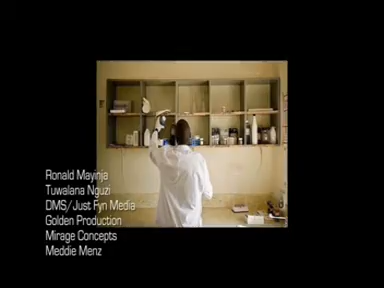 Ronald Mayinja
Tuwalana Nguzi
DMS/Just Fyn Media
Golden Production
Mirage Concepts
Meddie Menz